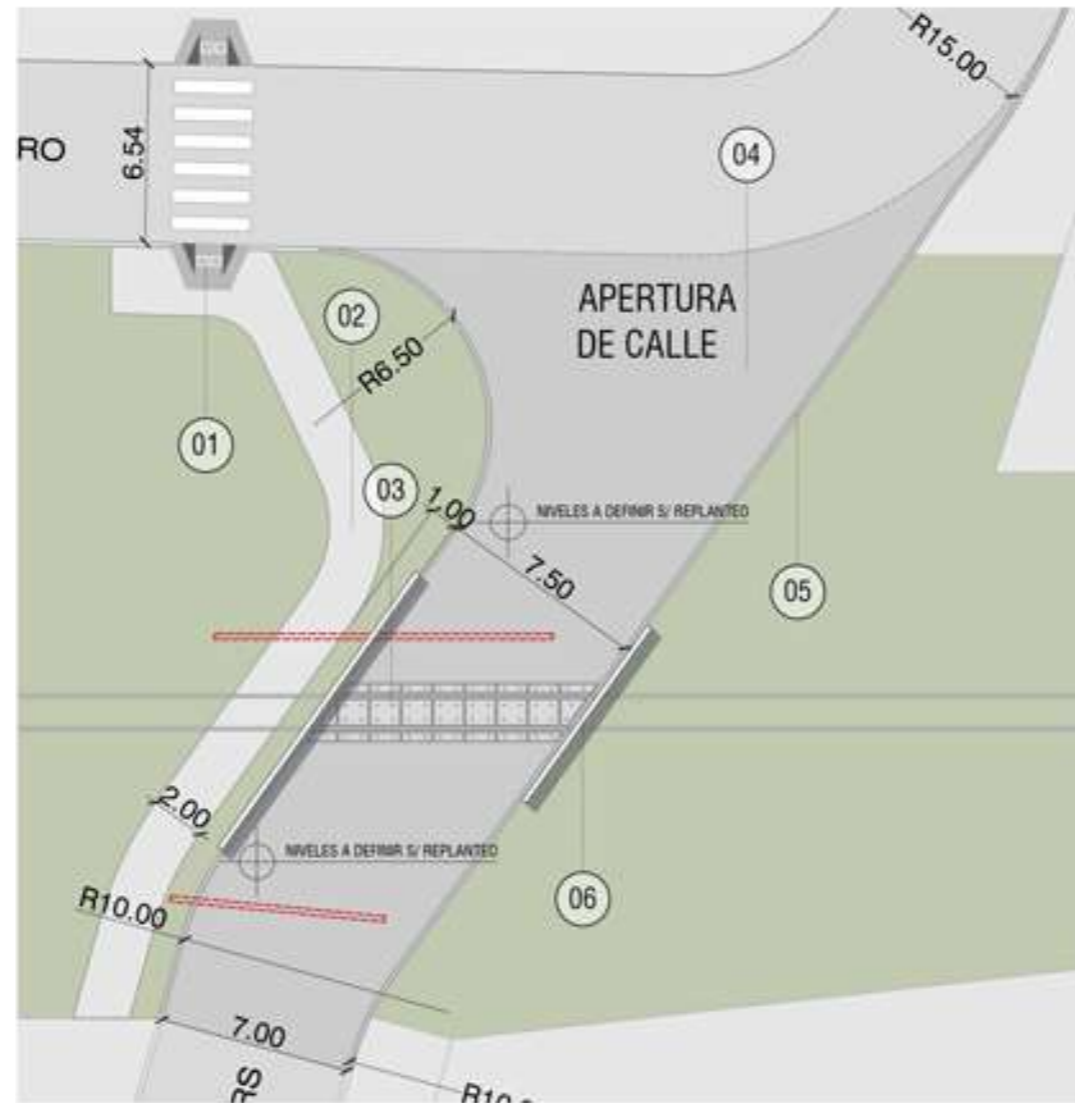 R15.00
RO
6.54
04
APERTURA
DE CALLE
02
R6.50
01
03
1.00
NIVELES A DEFINIR S/ REPLANTEO
7.50
05
2.00
NIVELES A DEFINIR S/ REPLANTEO
06
R10.00
7.00
RS